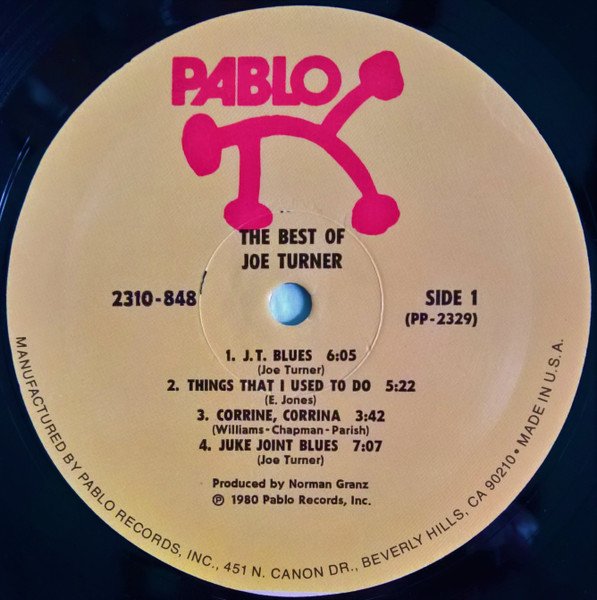 PABLO
THE BEST OF
JOE TURNER
2310-848
SIDE 1
(PP-2329)
1. J.T. BLUES 6:05
(Joe Turner)
2. THINGS THAT I USED TO DO 5:22
(E. Jones)
3. CORRINE, CORRINA 3:42
(Williams-Chapman-Parish)
4. JUKE JOINT BLUES 7:07
(Joe Turner)
Produced by Norman Granz
℗ 1980 Pablo Records, Inc.
MANUFACTURED BY PABLO RECORDS, INC., 451 N. CANON DR., BEVERLY HILLS, CA 90210 • MADE IN U.S.A.